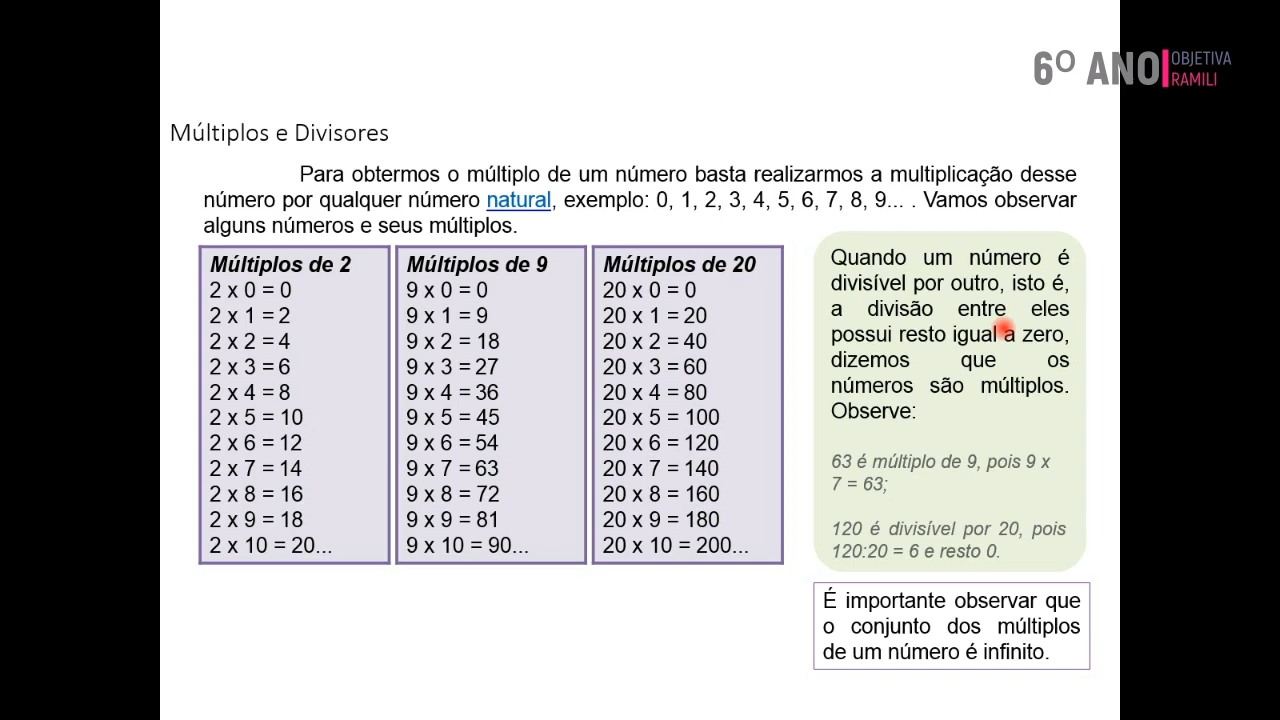 6º ANO
OBJETIVA
RAMILI
Múltiplos e Divisores
Para obtermos o múltiplo de um número basta realizarmos a multiplicação desse
número por qualquer número natural, exemplo: 0, 1, 2, 3, 4, 5, 6, 7, 8, 9... . Vamos observar
alguns números e seus múltiplos.
Múltiplos de 2
2 x 0 = 0
2 x 1 = 2
2 x 2 = 4
2 x 3 = 6
2 x 4 = 8
2 x 5 = 10
2 x 6 = 12
2 x 7 = 14
2 x 8 = 16
2 x 9 = 18
2 x 10 = 20...
Múltiplos de 9
9 x 0 = 0
9 x 1 = 9
9 x 2 = 18
9 x 3 = 27
9 x 4 = 36
9 x 5 = 45
9 x 6 = 54
9 x 7 = 63
9 x 8 = 72
9 x 9 = 81
9 x 10 = 90...
Múltiplos de 20
20 x 0 = 0
20 x 1 = 20
20 x 2 = 40
20 x 3 = 60
20 x 4 = 80
20 x 5 = 100
20 x 6 = 120
20 x 7 = 140
20 x 8 = 160
20 x 9 = 180
20 x 10 = 200...
Quando um número é
divisível por outro, isto é,
a divisão entre eles
possui resto igual a zero,
dizemos que os
números são múltiplos.
Observe:
63 é múltiplo de 9, pois 9 x
7 = 63;
120 é divisível por 20, pois
120:20 = 6 e resto 0.
É importante observar que
o conjunto dos múltiplos
de um número é infinito.